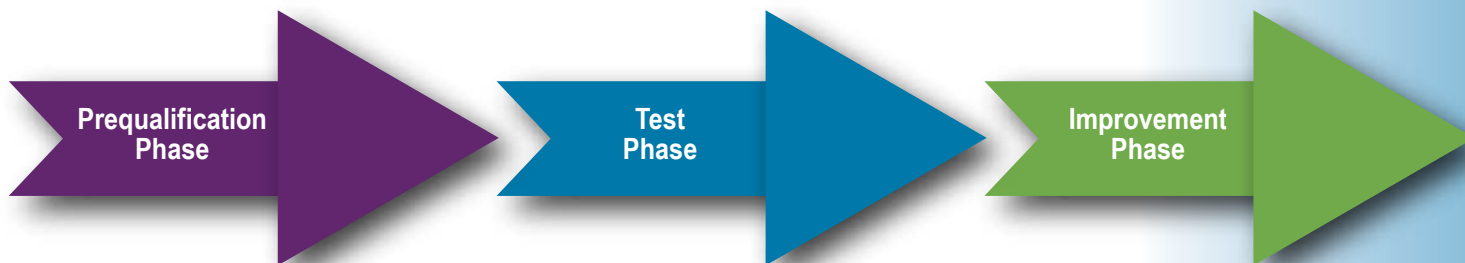 Prequalification
Phase
Test
Phase
Improvement
Phase